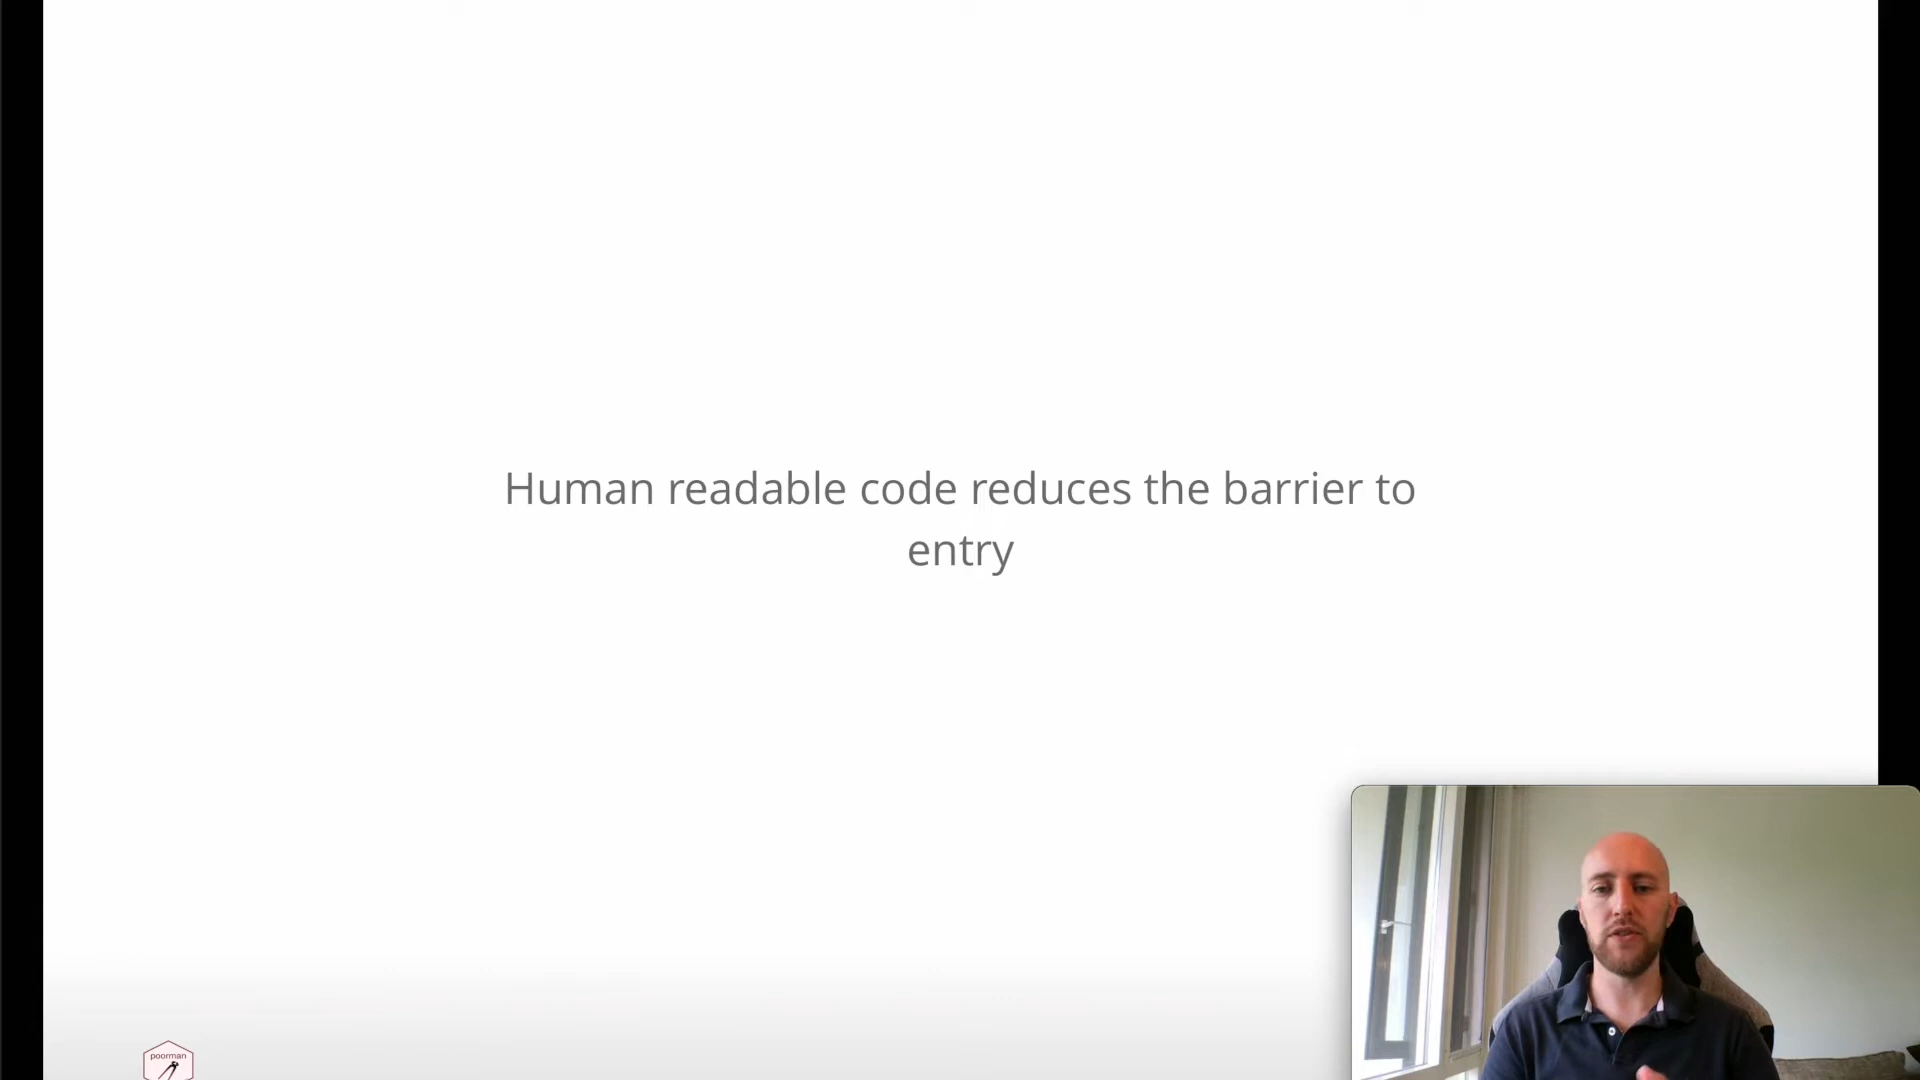 Human readable code reduces the barrier to
entry
poorman